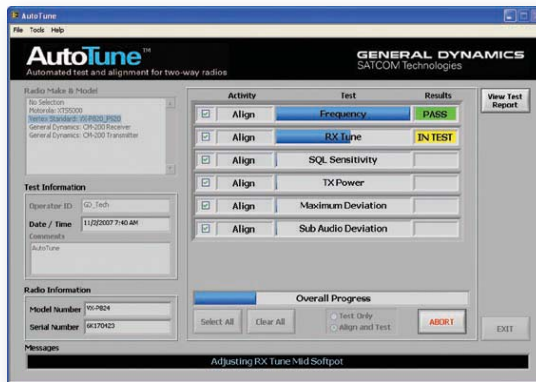 AutoTune
File Tools Help
AutoTune™
Automated test and alignment for two-way radios
GENERAL DYNAMICS
SATCOM Technologies
Radio Make & Model
No Selection
Motorola: XTS5000
Vertex Standard: VX-P820_P920
General Dynamics: CM-200 Receiver
General Dynamics: CM-200 Transmitter
Test Information
Operator ID GD_Tech
Date / Time 11/2/2007 7:40 AM
Comments
AutoTune
Radio Information
Model Number VX-P824
Serial Number 6K170423
Activity Test Results
Align Frequency PASS
Align RX Tune IN TEST
Align SQL Sensitivity
Align TX Power
Align Maximum Deviation
Align Sub Audio Deviation
Overall Progress
Select All Clear All
Test Only
Align and Test
ABORT
View Test
Report
EXIT
Messages
Adjusting RX Tune Mid Softpot